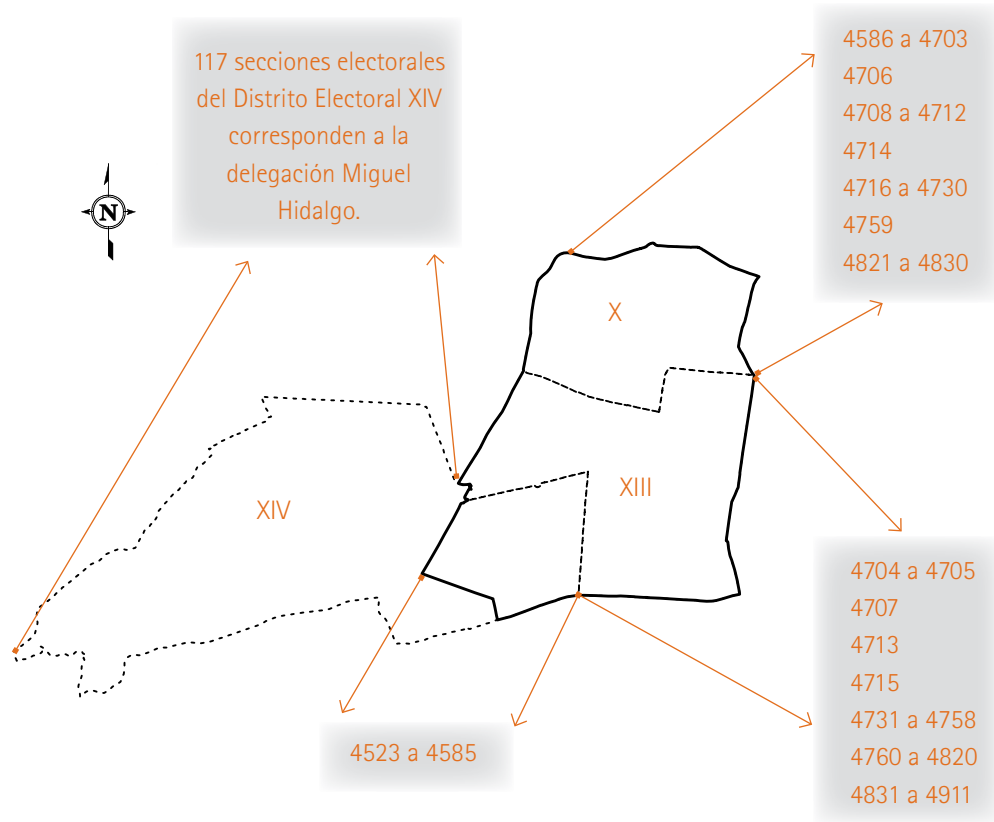 117 secciones electorales
del Distrito Electoral XIV
corresponden a la
delegación Miguel
Hidalgo.
4586 a 4703
4706
4708 a 4712
4714
4716 a 4730
4759
4821 a 4830
N
X
XIII
XIV
4523 a 4585
4704 a 4705
4707
4713
4715
4731 a 4758
4760 a 4820
4831 a 4911